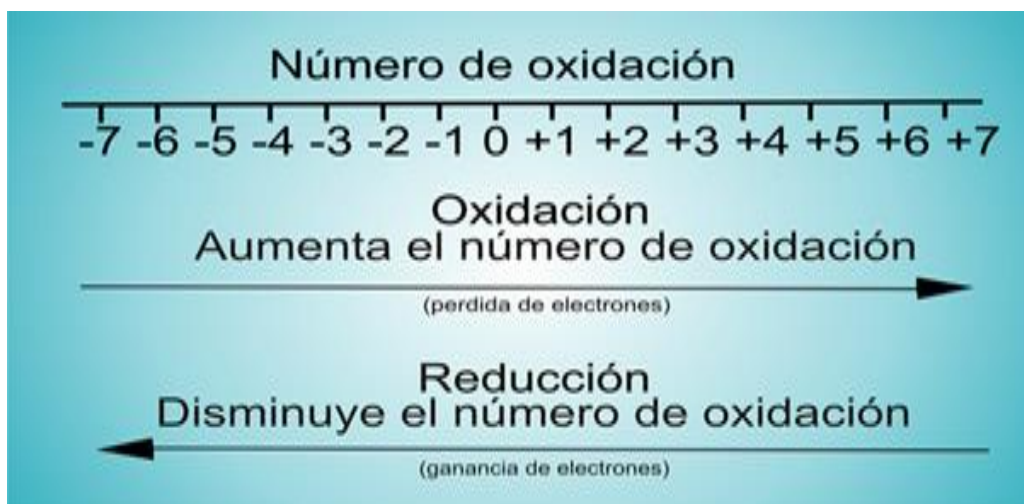 Número de oxidación
-7 -6 -5 -4 -3 -2 -1 0 +1 +2 +3 +4 +5 +6 +7
Oxidación
Aumenta el número de oxidación
(perdida de electrones)
Reducción
Disminuye el número de oxidación
(ganancia de electrones)